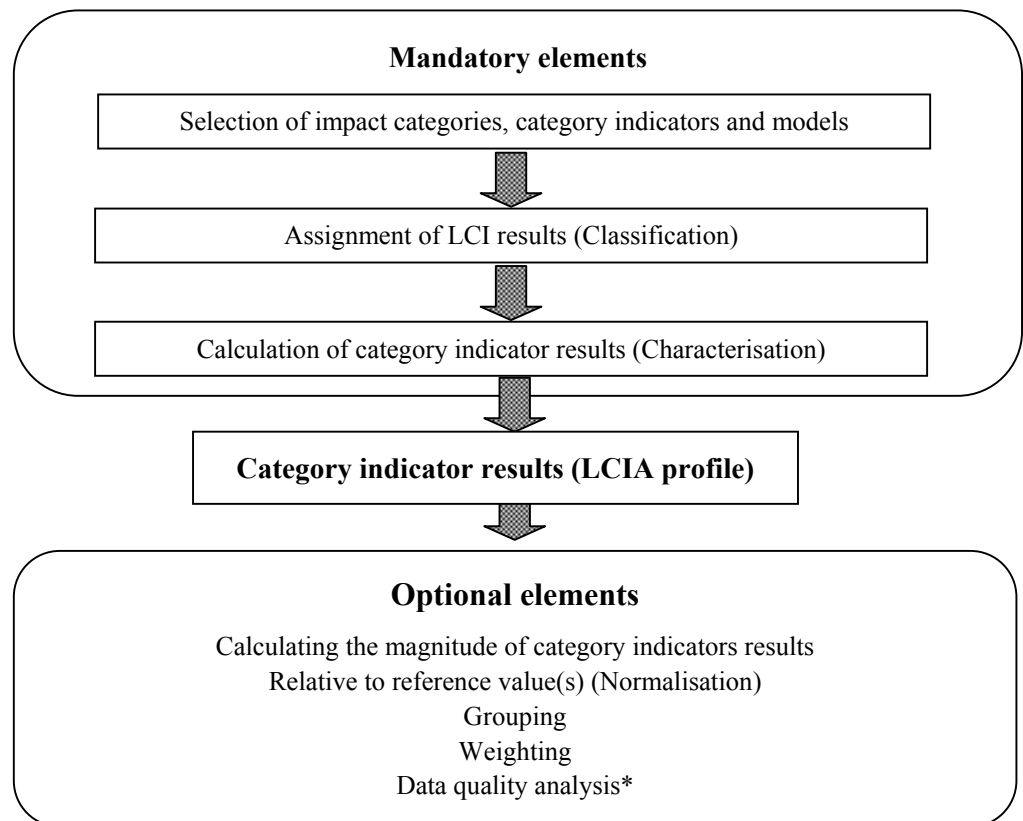 Mandatory elements
Selection of impact categories, category indicators and models
Assignment of LCI results (Classification)
Calculation of category indicator results (Characterisation)
Category indicator results (LCIA profile)
Optional elements
Calculating the magnitude of category indicators results
Relative to reference value(s) (Normalisation)
Grouping
Weighting
Data quality analysis*